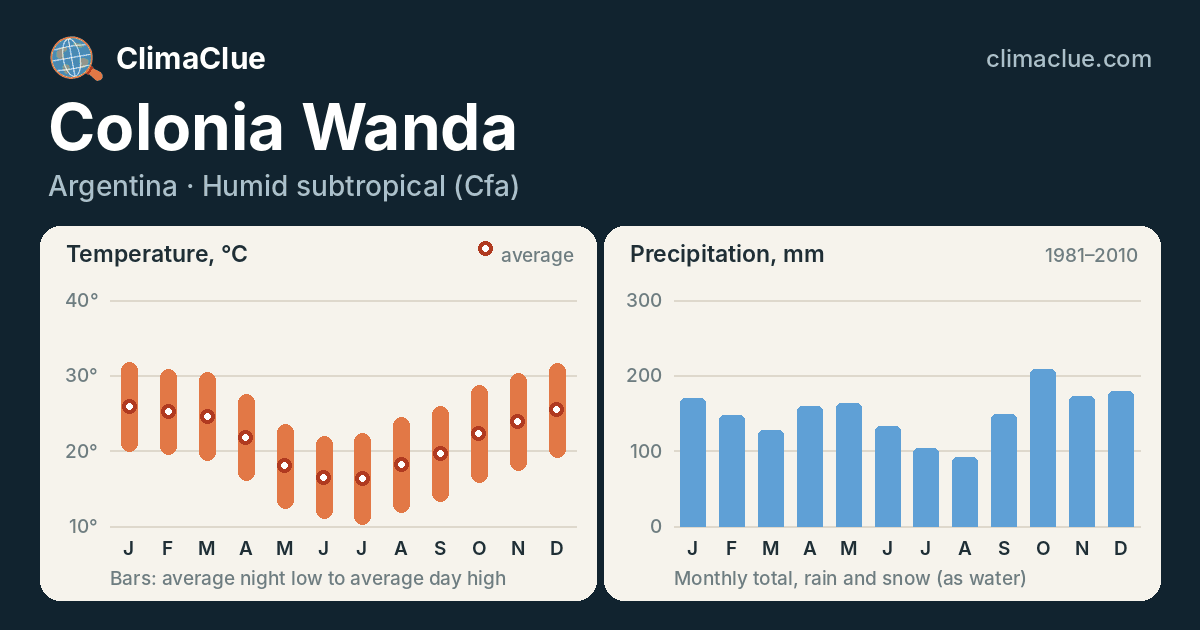 ClimaClue
climaclue.com
Colonia Wanda
Argentina · Humid subtropical (Cfa)
Temperature, °C
average
40°
30°
20°
10°
J F M A M J J A S O N D
Bars: average night low to average day high
Precipitation, mm
1981–2010
300
200
100
0
J F M A M J J A S O N D
Monthly total, rain and snow (as water)